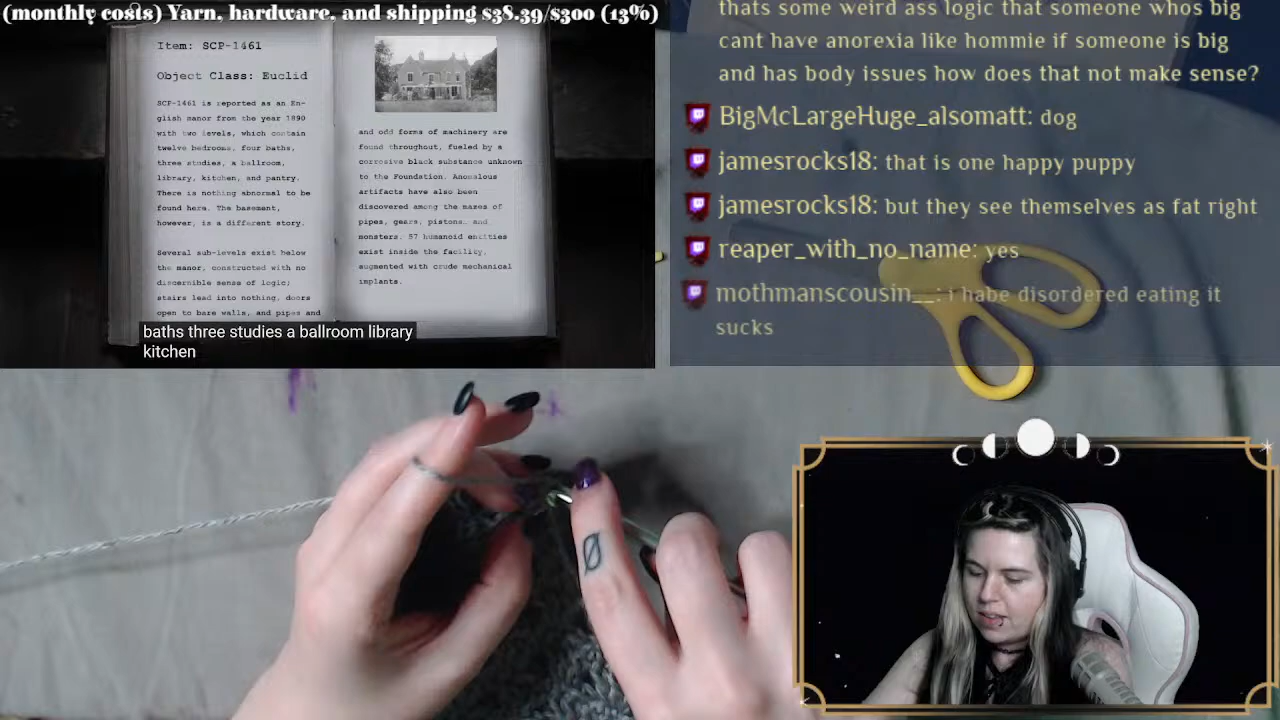 (monthly costs) Yarn, hardware, and shipping $38.39/$300 (13%)
Item: SCP-1461
Object Class: Euclid
SCP-1461 is reported as an En-
glish manor from the year 1890
with two levels, which contain
twelve bedrooms, four baths,
three studies, a ballroom,
library, kitchen, and pantry.
There is nothing abnormal to be
found here. The basement,
however, is a different story.
Several sub-levels exist below
the manor, constructed with no
discernible sense of logic;
stairs lead into nothing, doors
open to bare walls, and pipes and
and odd forms of machinery are
found throughout, fueled by a
corrosive black substance unknown
to the Foundation. Anomalous
artifacts have also been
discovered among the mazes of
pipes, gears, pistons, and
monsters. 57 humanoid entities
exist inside the facility,
augmented with crude mechanical
implants.
baths three studies a ballroom library
kitchen
thats some weird ass logic that someone whos big
cant have anorexia like hommie if someone is big
and has body issues how does that not make sense?
BigMcLargeHuge_alsomatt: dog
jamesrocks18: that is one happy puppy
jamesrocks18: but they see themselves as fat right
reaper_with_no_name: yes
mothmanscousin__: i habe disordered eating it
sucks